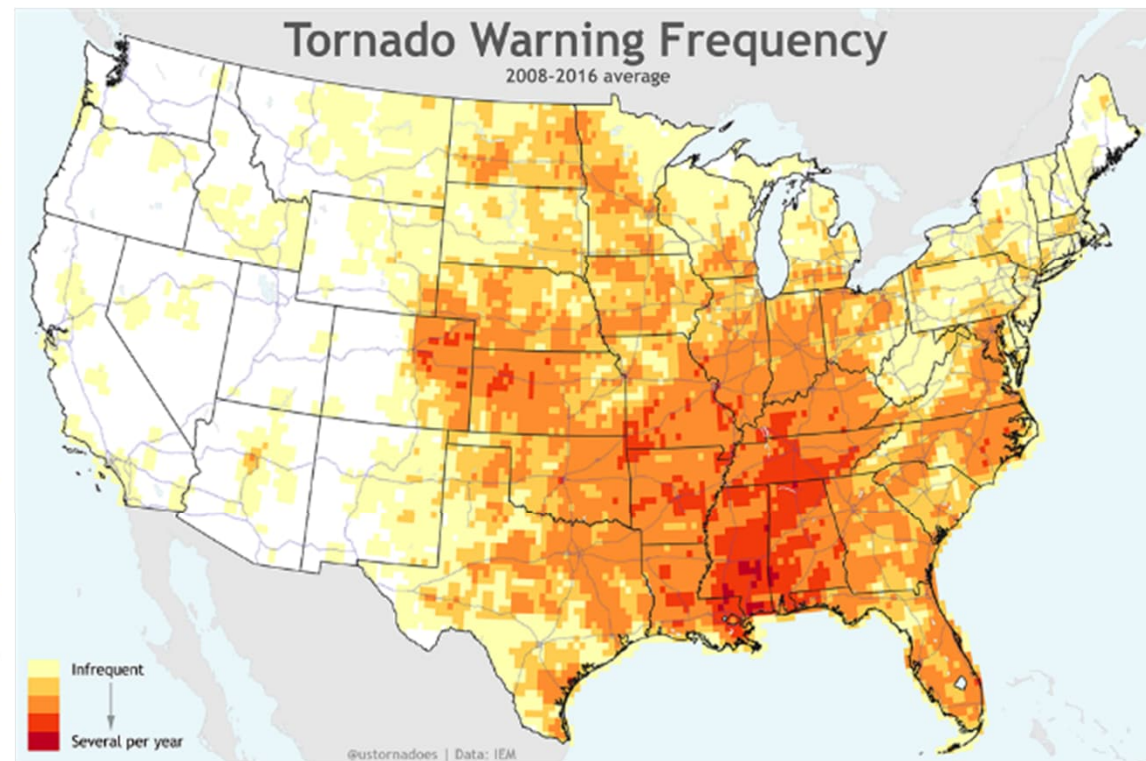 Tornado Warning Frequency
2008-2016 average
Infrequent
Several per year
@ustornadoes | Data: IEM